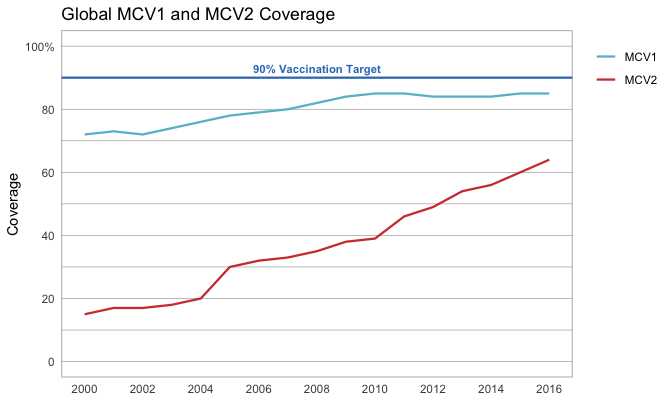 Global MCV1 and MCV2 Coverage
100%
80
60
40
20
0
Coverage
90% Vaccination Target
2000 2002 2004 2006 2008 2010 2012 2014 2016
MCV1
MCV2